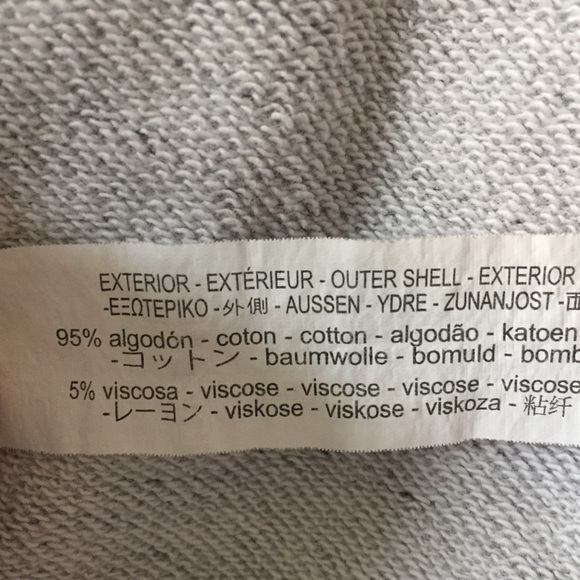 EXTERIOR - EXTÉRIEUR - OUTER SHELL - EXTERIOR
-ΕΞΩΤΕΡΙΚΟ - 外側 - AUSSEN - YDRE - ZUNANJOST - 面
95% algodón - coton - cotton - algodão - katoen
- コットン - baumwolle - bomuld - bomb
5% viscosa - viscose - viscose - viscose - viscose
-レーヨン - viskose - viskose - viskoza - 粘纤